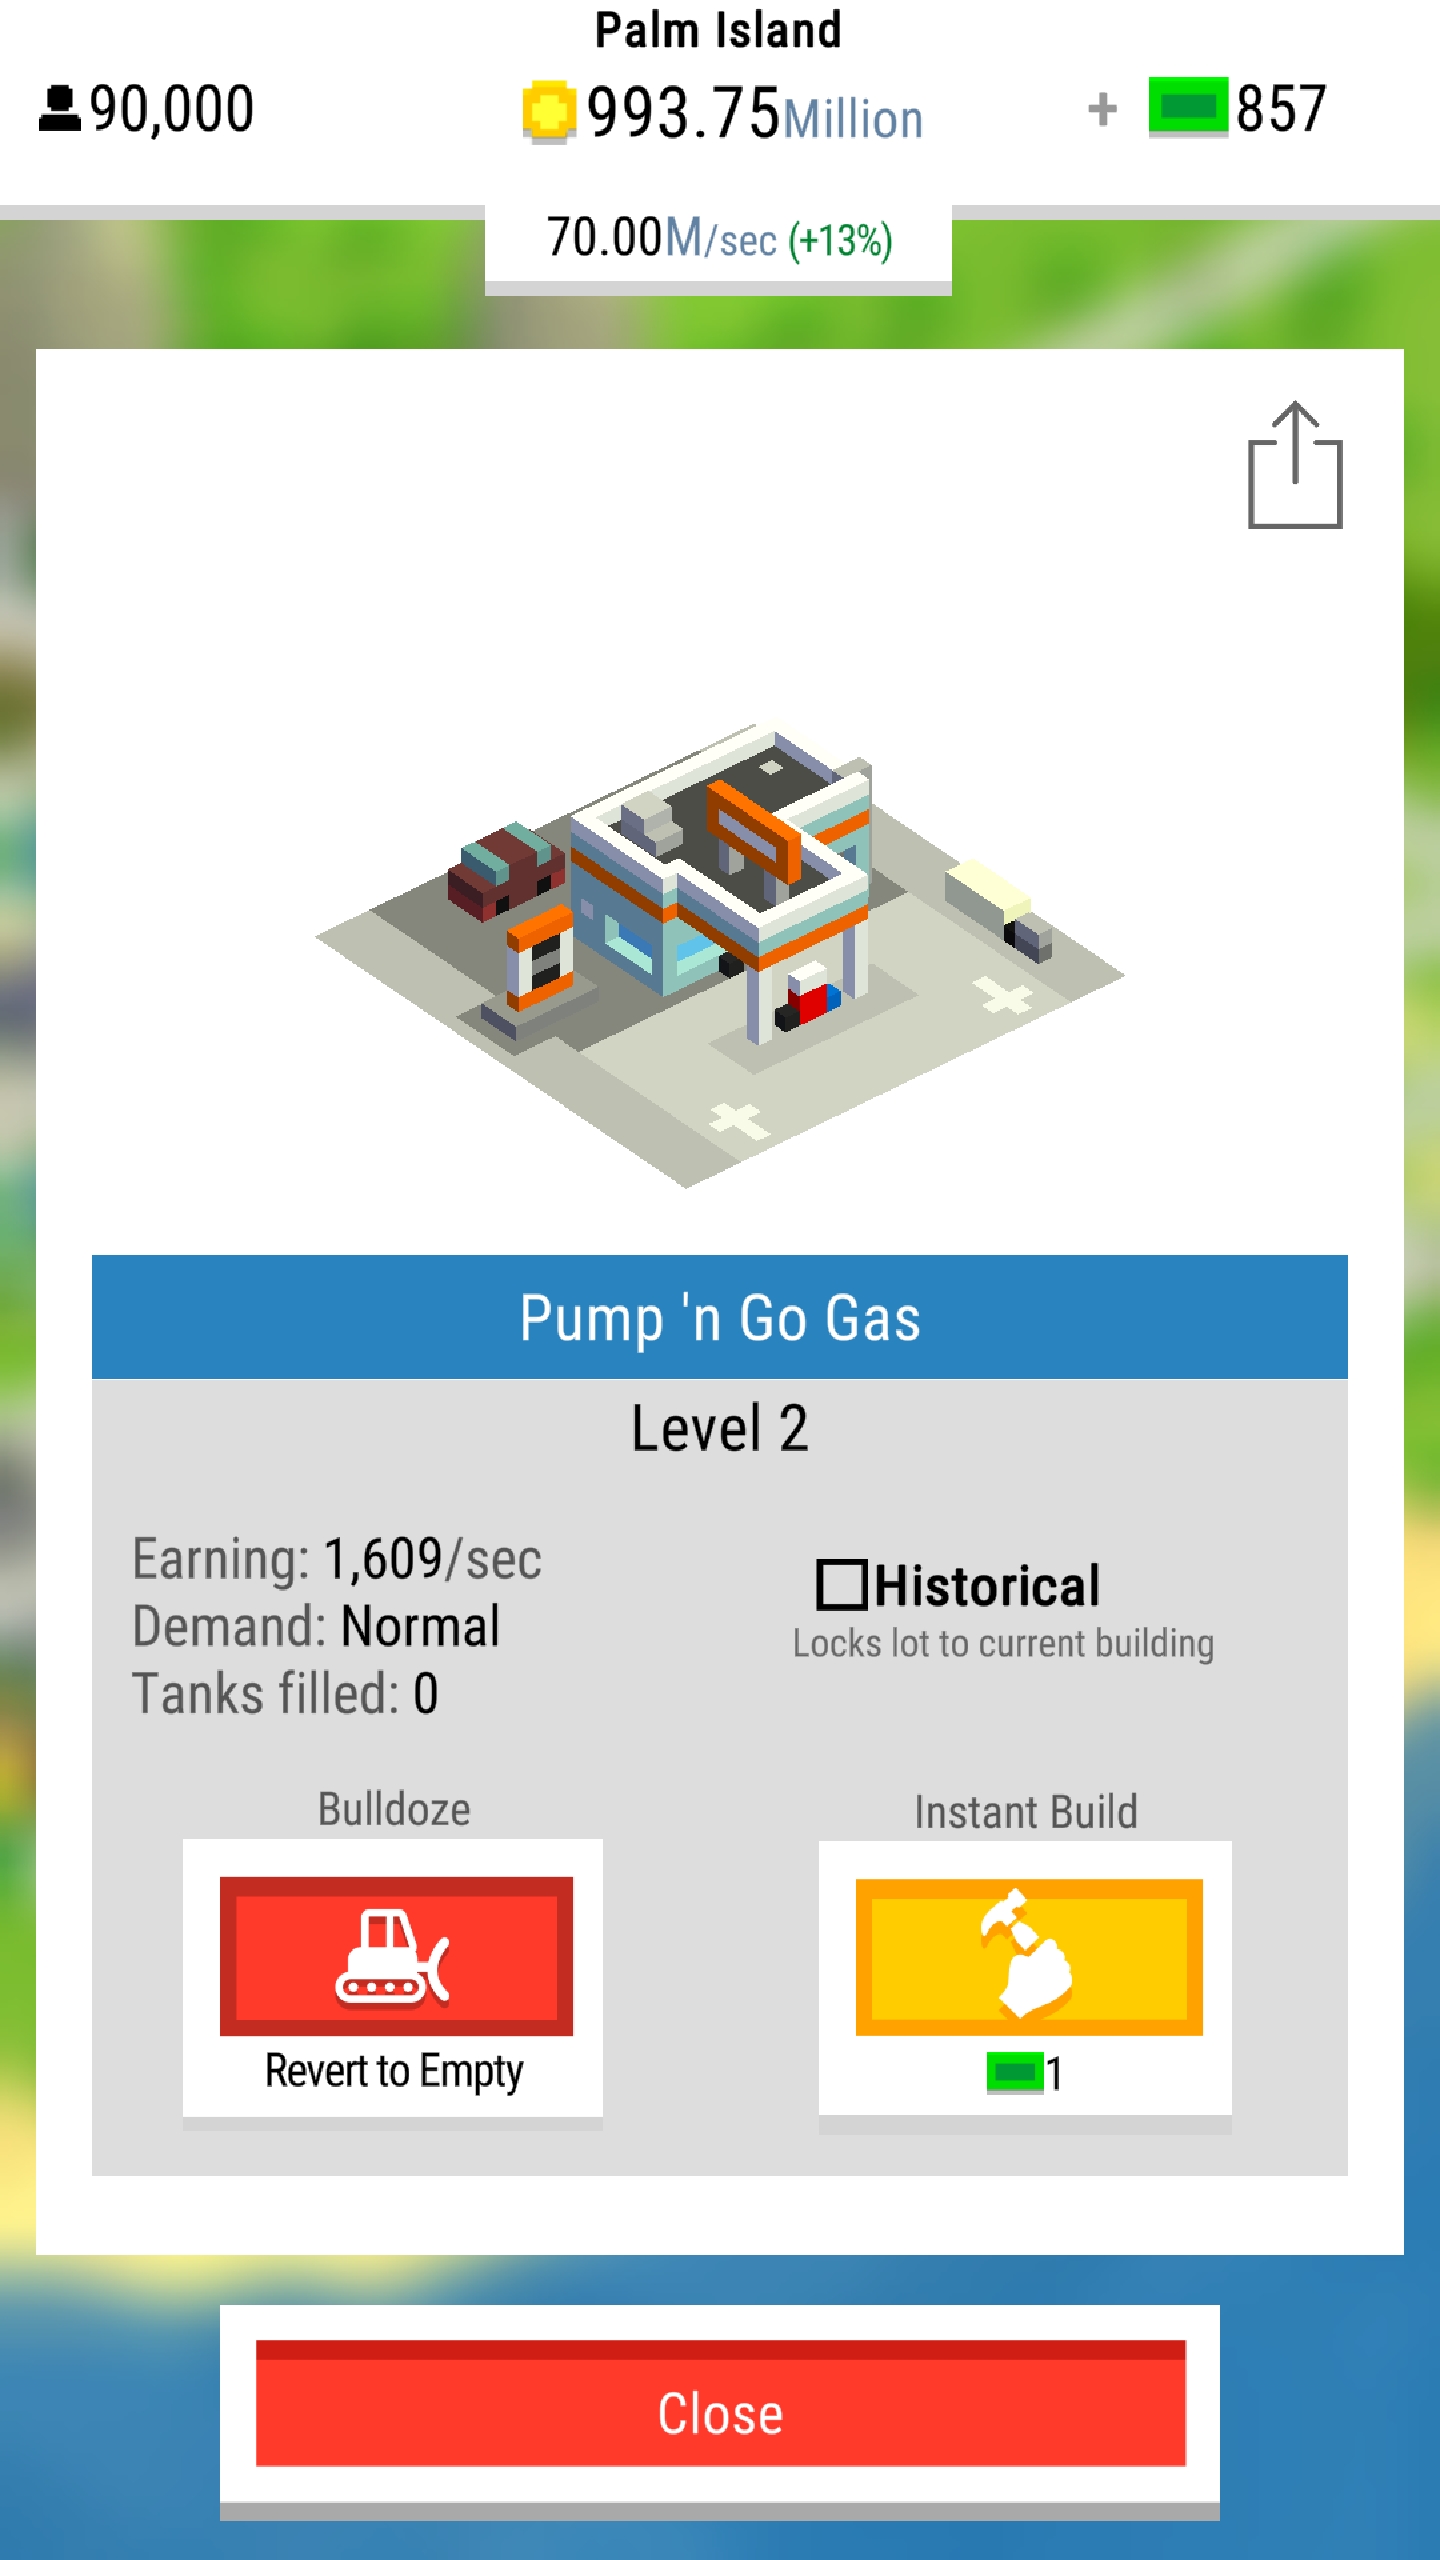 Palm Island
90,000
993.75Million
+ 857
70.00M/sec (+13%)
Pump 'n Go Gas
Level 2
Earning: 1,609/sec
Demand: Normal
Tanks filled: 0
Historical
Locks lot to current building
Bulldoze
Revert to Empty
Instant Build
1
Close